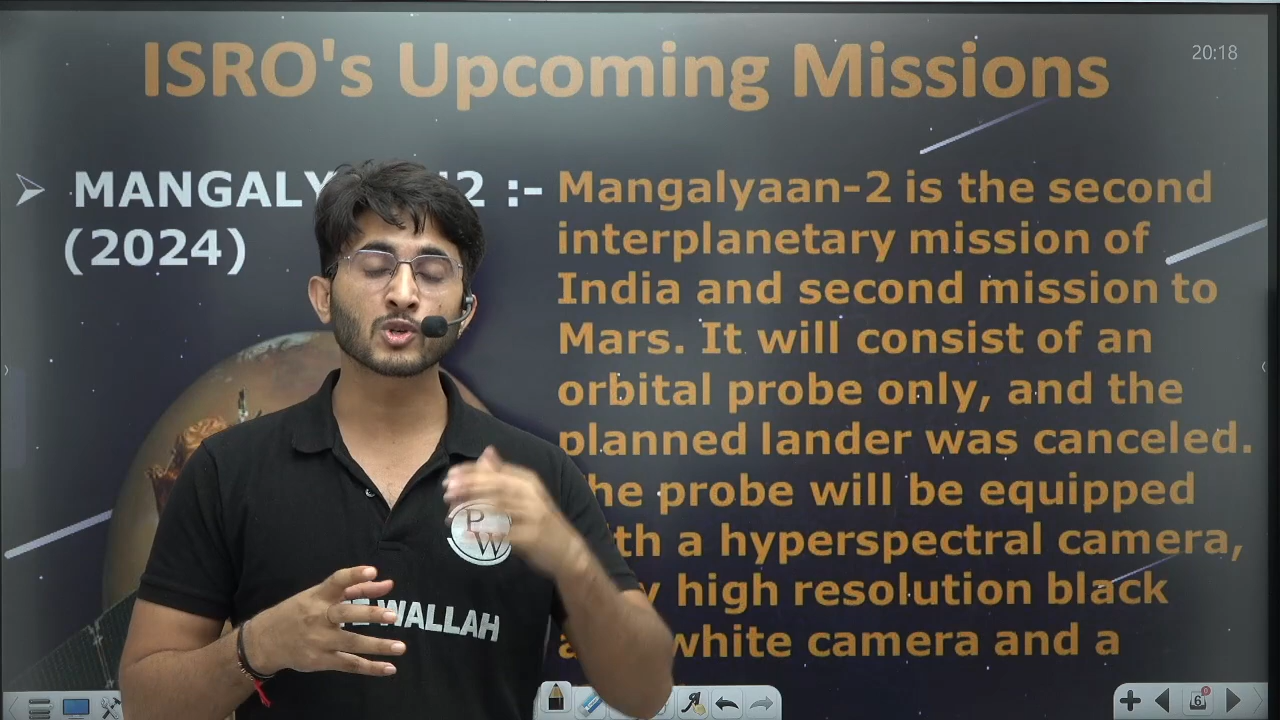 ISRO's Upcoming Missions
20:18
MANGALY 2 :-
(2024)
Mangalyaan-2 is the second
interplanetary mission of
India and second mission to
Mars. It will consist of an
orbital probe only, and the
planned lander was canceled.
he probe will be equipped
th a hyperspectral camera,
y high resolution black
white camera and a
PW
WALLAH
6